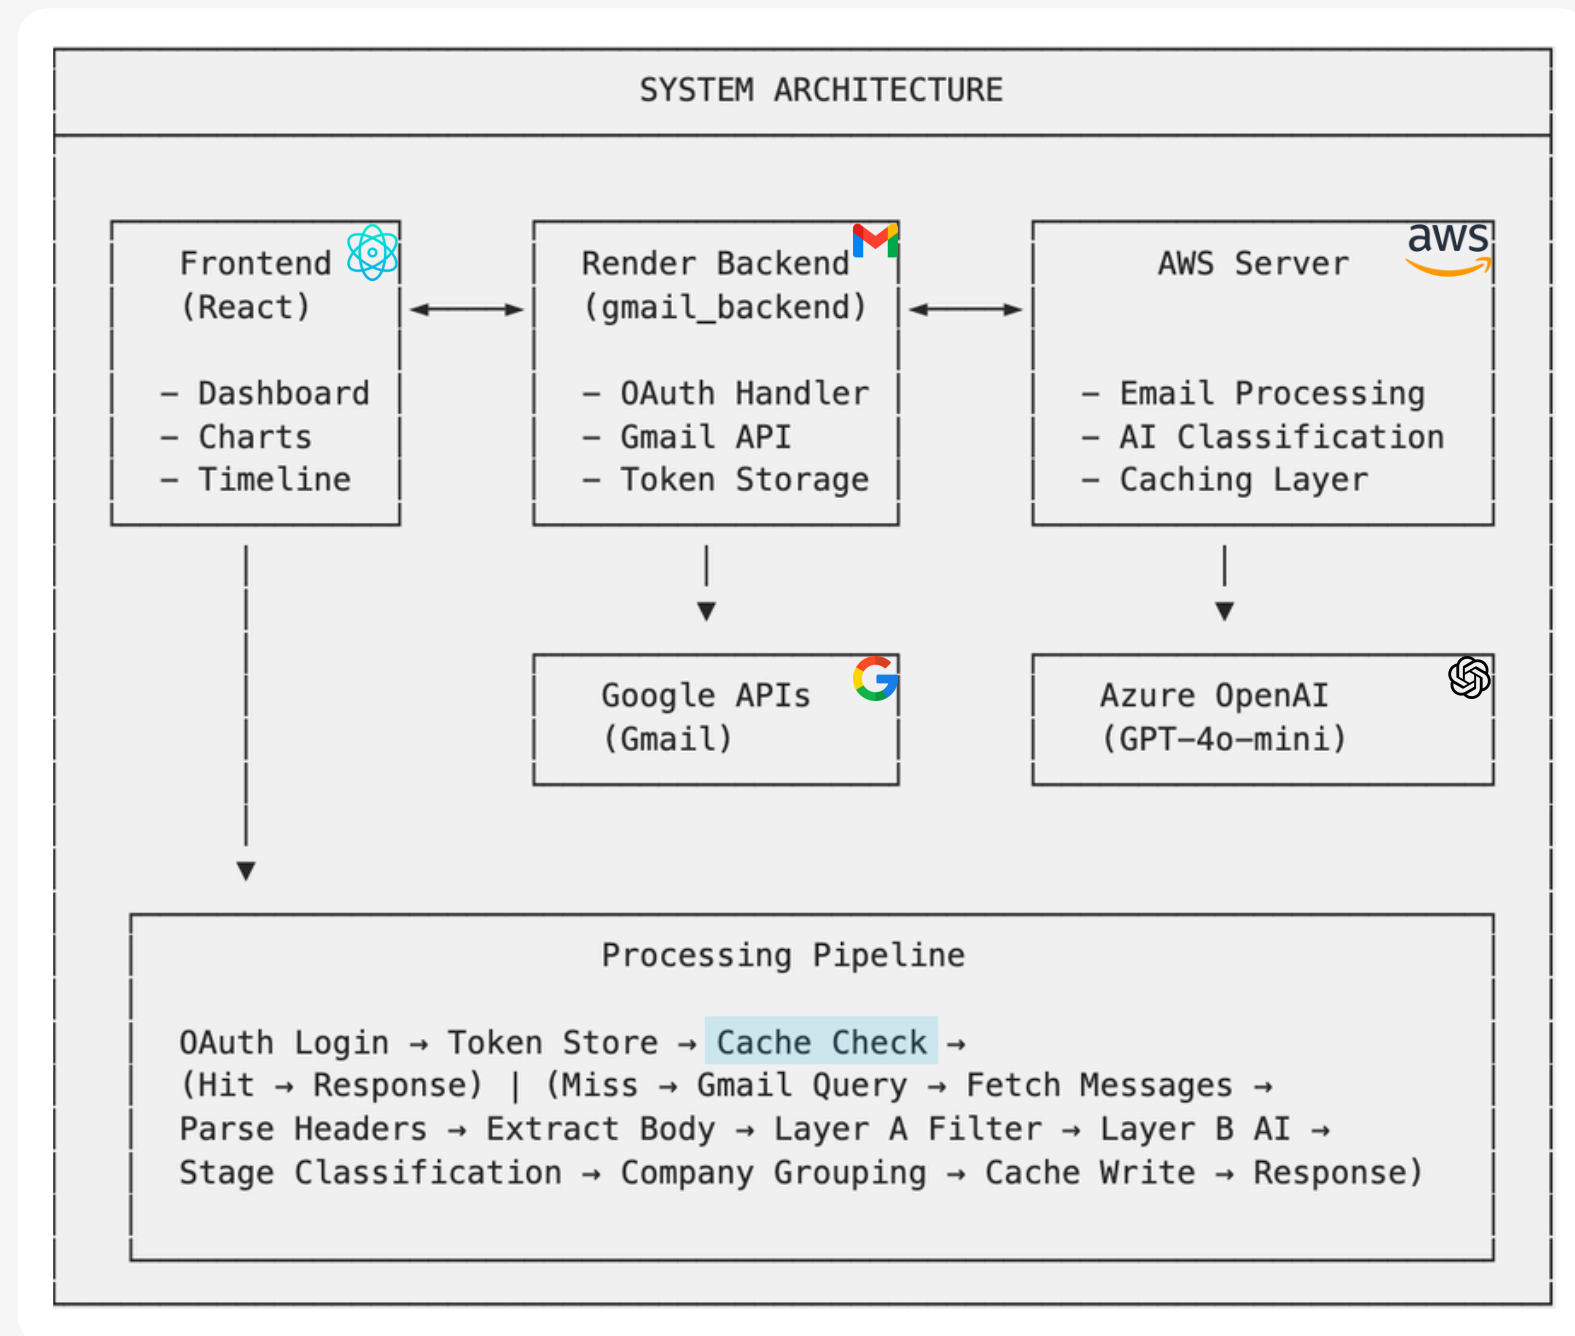 SYSTEM ARCHITECTURE
Frontend
(React)
– Dashboard
– Charts
– Timeline
Render Backend
(gmail_backend)
– OAuth Handler
– Gmail API
– Token Storage
aws
AWS Server
– Email Processing
– AI Classification
– Caching Layer
Google APIs
(Gmail)
Azure OpenAI
(GPT–4o–mini)
Processing Pipeline
OAuth Login → Token Store → Cache Check →
(Hit → Response) | (Miss → Gmail Query → Fetch Messages →
Parse Headers → Extract Body → Layer A Filter → Layer B AI →
Stage Classification → Company Grouping → Cache Write → Response)